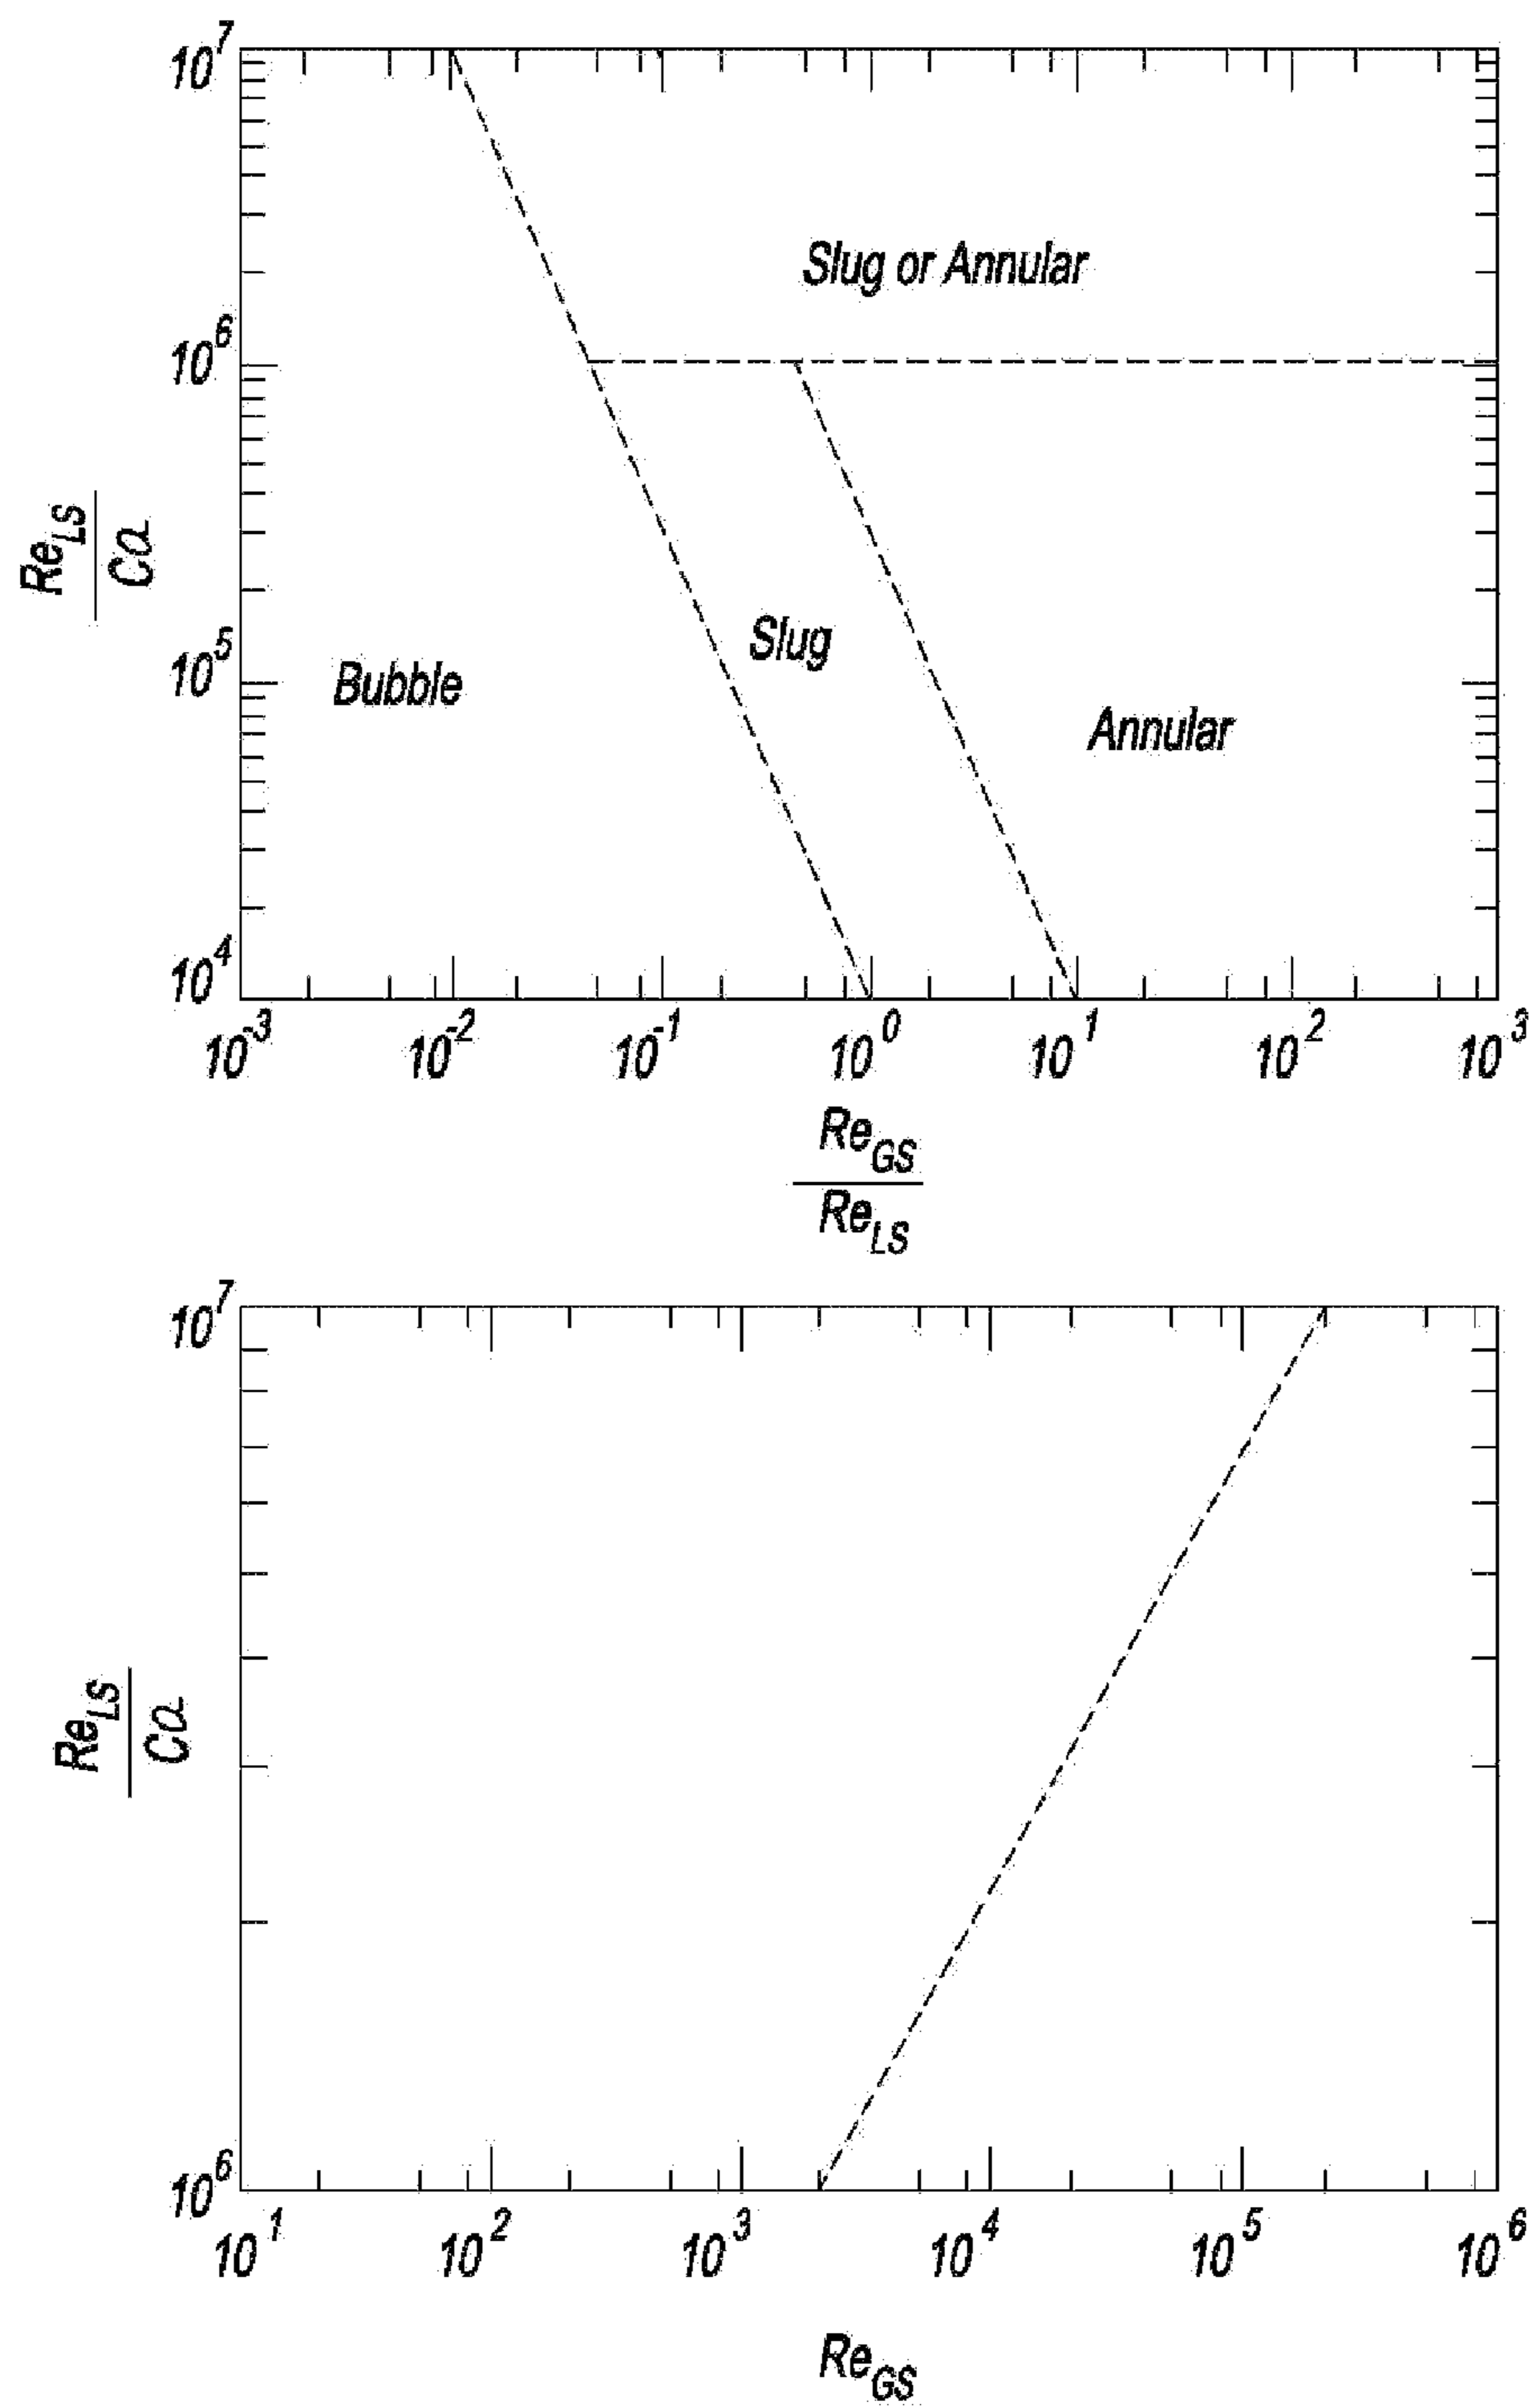 10^7
Slug or Annular
10^6
Re_LS
Ca
Slug
10^5
Bubble
Annular
10^4
10^-3 10^-2 10^-1 10^0 10^1 10^2 10^3
Re_GS
Re_LS
10^7
Re_LS
Ca
10^6
10^1 10^2 10^3 10^4 10^5 10^6
Re_GS